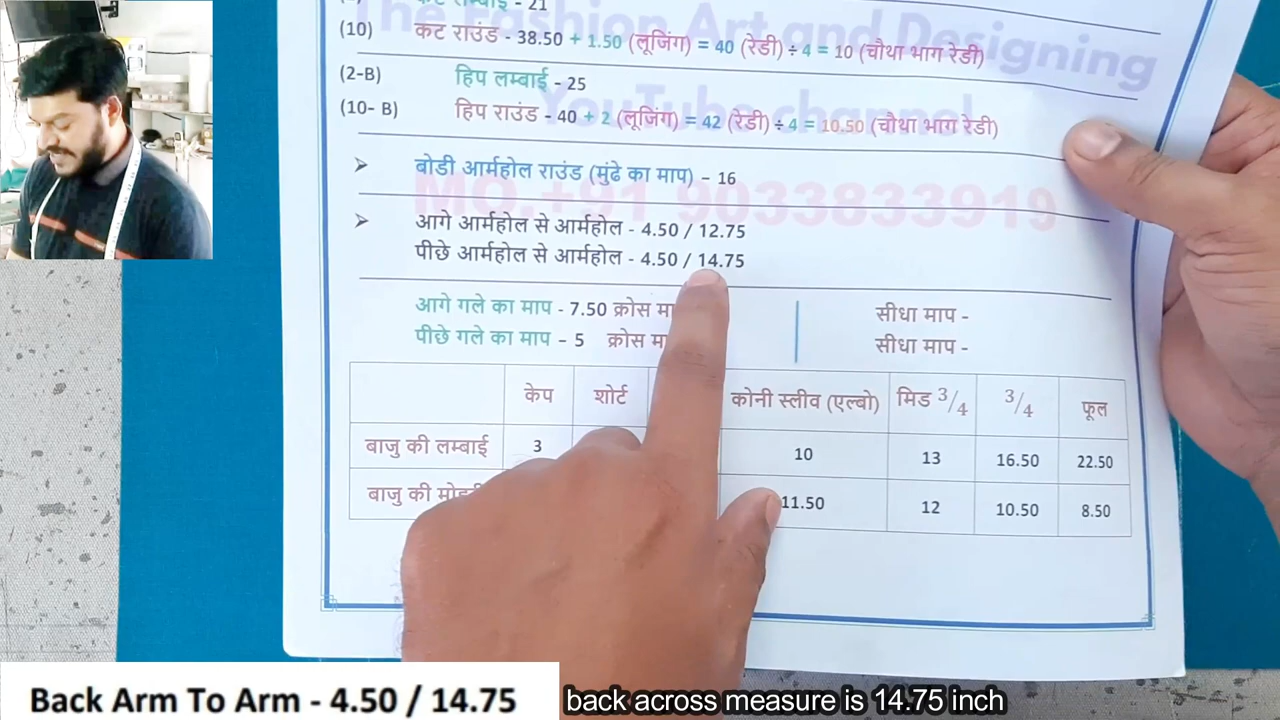 The Fashion Art and Designing
YouTube channel
MO.+91 9033833919
- 21
(10) कट राउंड - 38.50 + 1.50 (लूजिंग) = 40 (रेडी) ÷ 4 = 10 (चौथा भाग रेडी)
(2-B) हिप लम्बाई - 25
(10- B) हिप राउंड - 40 + 2 (लूजिंग) = 42 (रेडी) ÷ 4 = 10.50 (चौथा भाग रेडी)
➤ बोडी आर्महोल राउंड (मुंढे का माप) – 16
➤ आगे आर्महोल से आर्महोल - 4.50 / 12.75
पीछे आर्महोल से आर्महोल - 4.50 / 14.75
आगे गले का माप - 7.50 क्रोस सीधा माप -
पीछे गले का माप – 5 क्रोस सीधा माप -
केप शोर्ट कोनी स्लीव (एल्बो) मिड 3/4 3/4 फूल
बाजु की लम्बाई 3 10 13 16.50 22.50
बाजु की 11.50 12 10.50 8.50
Back Arm To Arm - 4.50 / 14.75
back across measure is 14.75 inch